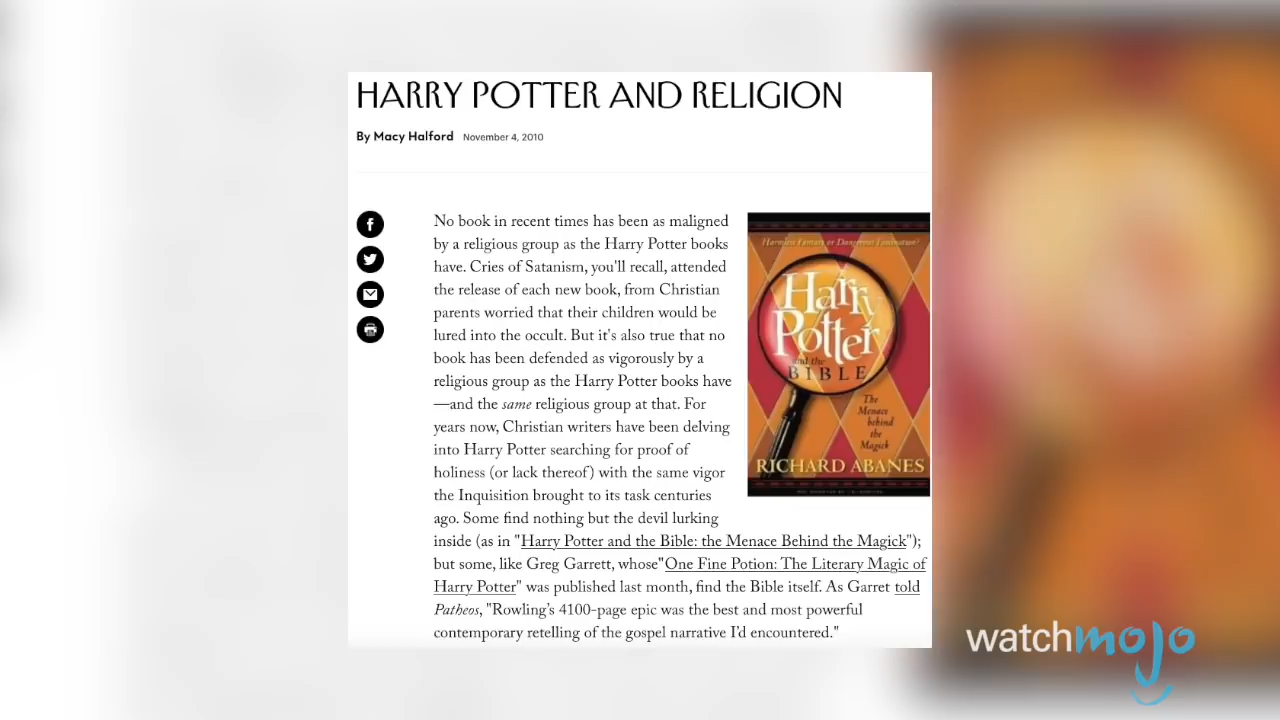 HARRY POTTER AND RELIGION
By Macy Halford November 4, 2010
No book in recent times has been as maligned
by a religious group as the Harry Potter books
have. Cries of Satanism, you'll recall, attended
the release of each new book, from Christian
parents worried that their children would be
lured into the occult. But it's also true that no
book has been defended as vigorously by a
religious group as the Harry Potter books have
—and the same religious group at that. For
years now, Christian writers have been delving
into Harry Potter searching for proof of
holiness (or lack thereof) with the same vigor
the Inquisition brought to its task centuries
ago. Some find nothing but the devil lurking
inside (as in "Harry Potter and the Bible: the Menace Behind the Magick");
but some, like Greg Garrett, whose"One Fine Potion: The Literary Magic of
Harry Potter" was published last month, find the Bible itself. As Garret told
Patheos, "Rowling’s 4100-page epic was the best and most powerful
contemporary retelling of the gospel narrative I’d encountered."
Harmless Fantasy or Dangerous Fascination?
Harry
Potter
and the
BIBLE
The
Menace
behind
the
Magick
RICHARD ABANES
watchmojo